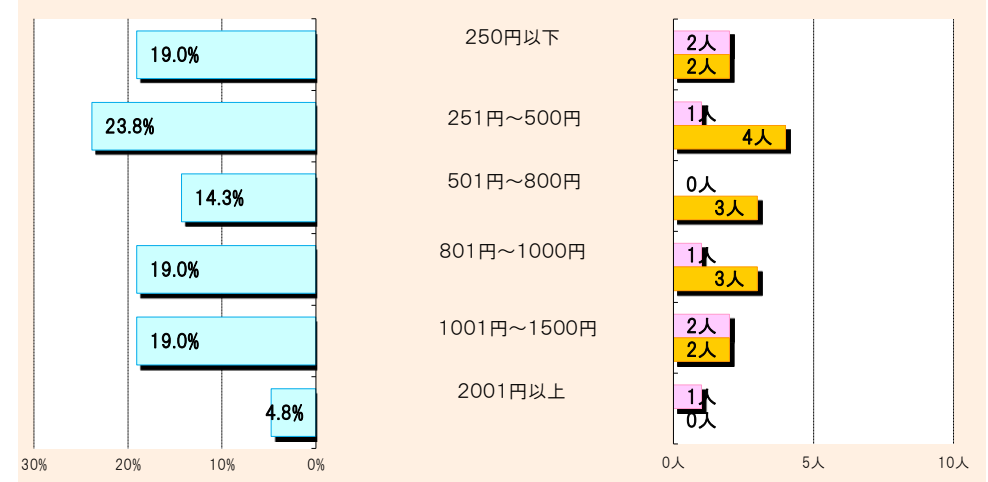 19.0%
250円以下
2人
2人
23.8%
251円～500円
1人
4人
14.3%
501円～800円
0人
3人
19.0%
801円～1000円
1人
3人
19.0%
1001円～1500円
2人
2人
4.8%
2001円以上
1人
0人
30%
20%
10%
0%
0人
5人
10人